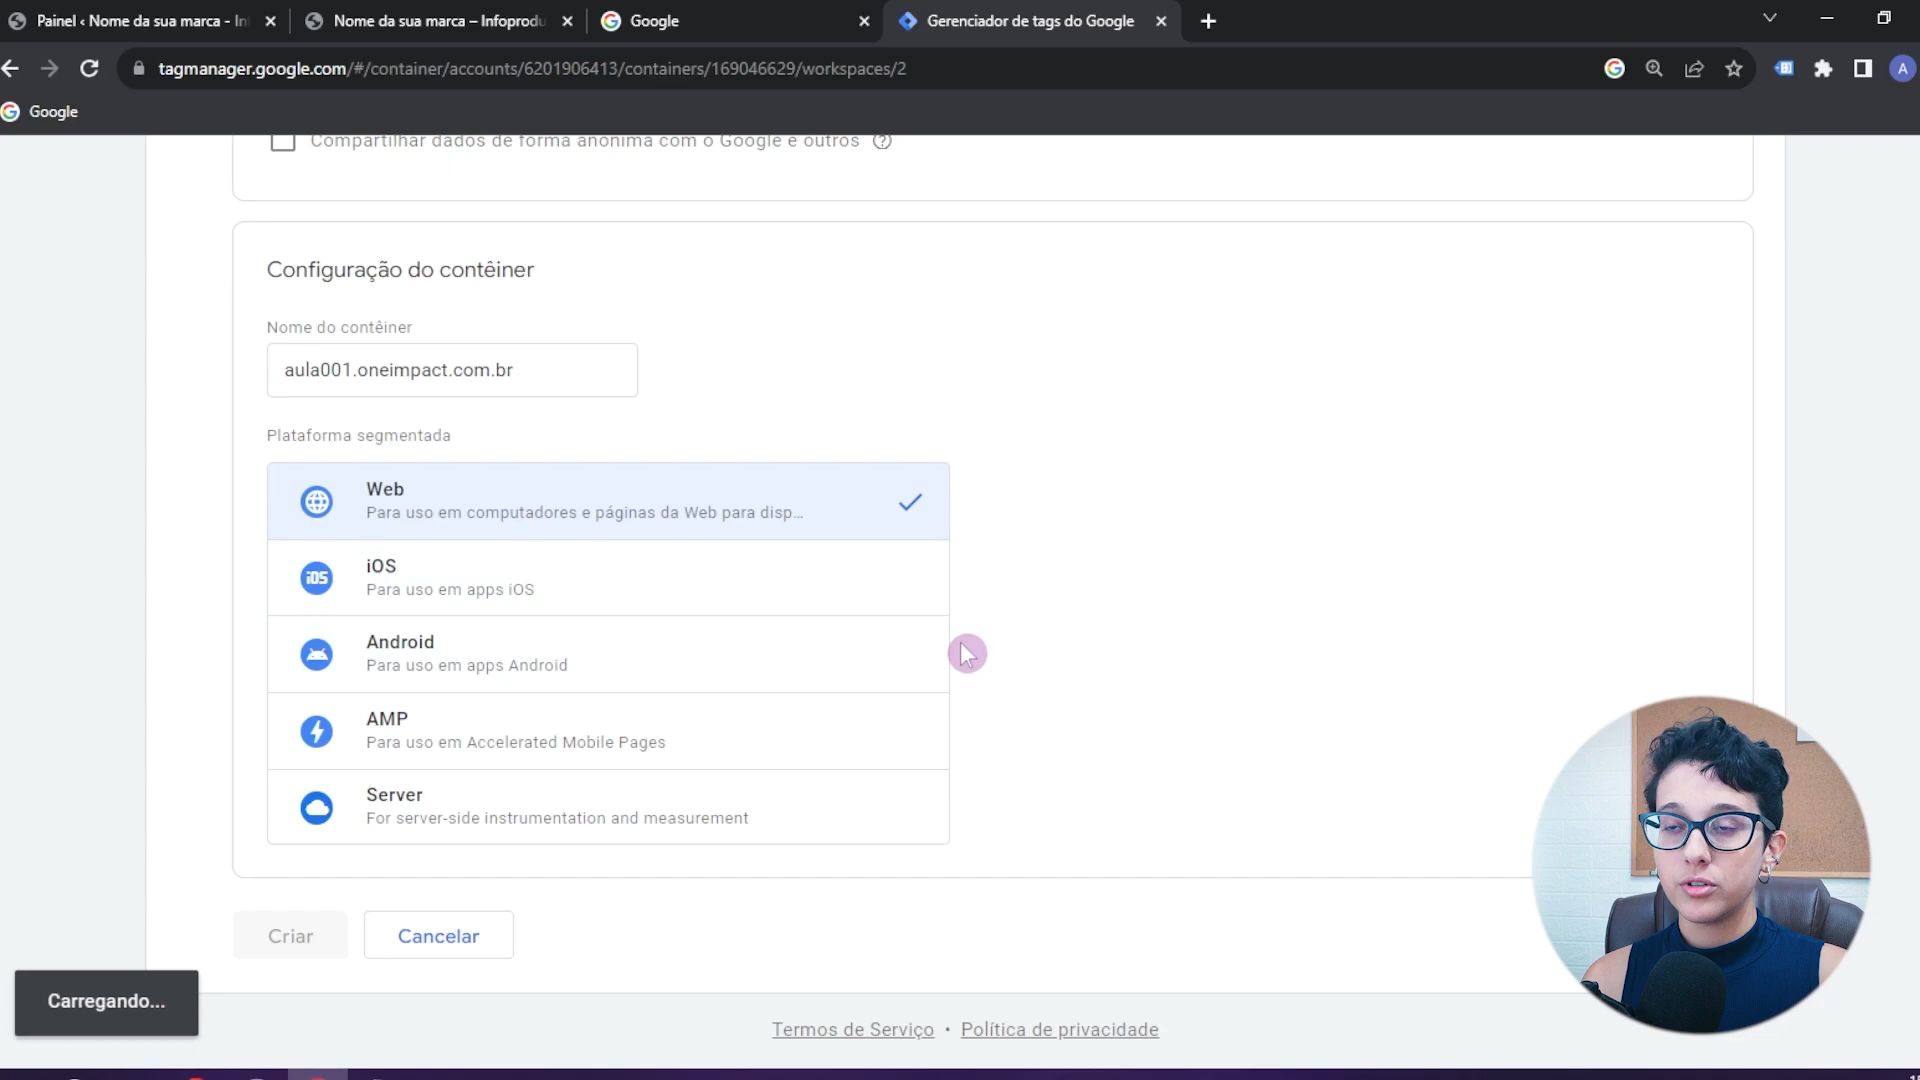 Painel ‹ Nome da sua marca - In
Nome da sua marca – Infoprodu
Google
Gerenciador de tags do Google
tagmanager.google.com/#/container/accounts/6201906413/containers/169046629/workspaces/2
A
Google
Compartilhar dados de forma anônima com o Google e outros
Configuração do contêiner
Nome do contêiner
aula001.oneimpact.com.br
Plataforma segmentada
Web
Para uso em computadores e páginas da Web para disp...
iOS
iOS
Para uso em apps iOS
Android
Para uso em apps Android
AMP
Para uso em Accelerated Mobile Pages
Server
For server-side instrumentation and measurement
Criar
Cancelar
Carregando...
Termos de Serviço • Política de privacidade